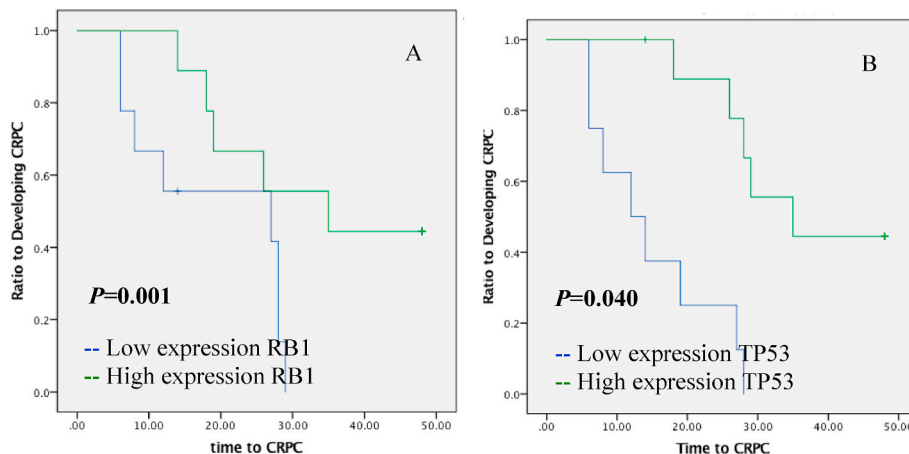 A
Ratio to Developing CRPC
1.0
0.8
0.6
0.4
0.2
0.0
P=0.001
Low expression RB1
High expression RB1
.00 10.00 20.00 30.00 40.00 50.00
time to CRPC
B
Ratio to Developing CRPC
1.0
0.8
0.6
0.4
0.2
0.0
P=0.040
Low expression TP53
High expression TP53
.00 10.00 20.00 30.00 40.00 50.00
Time to CRPC